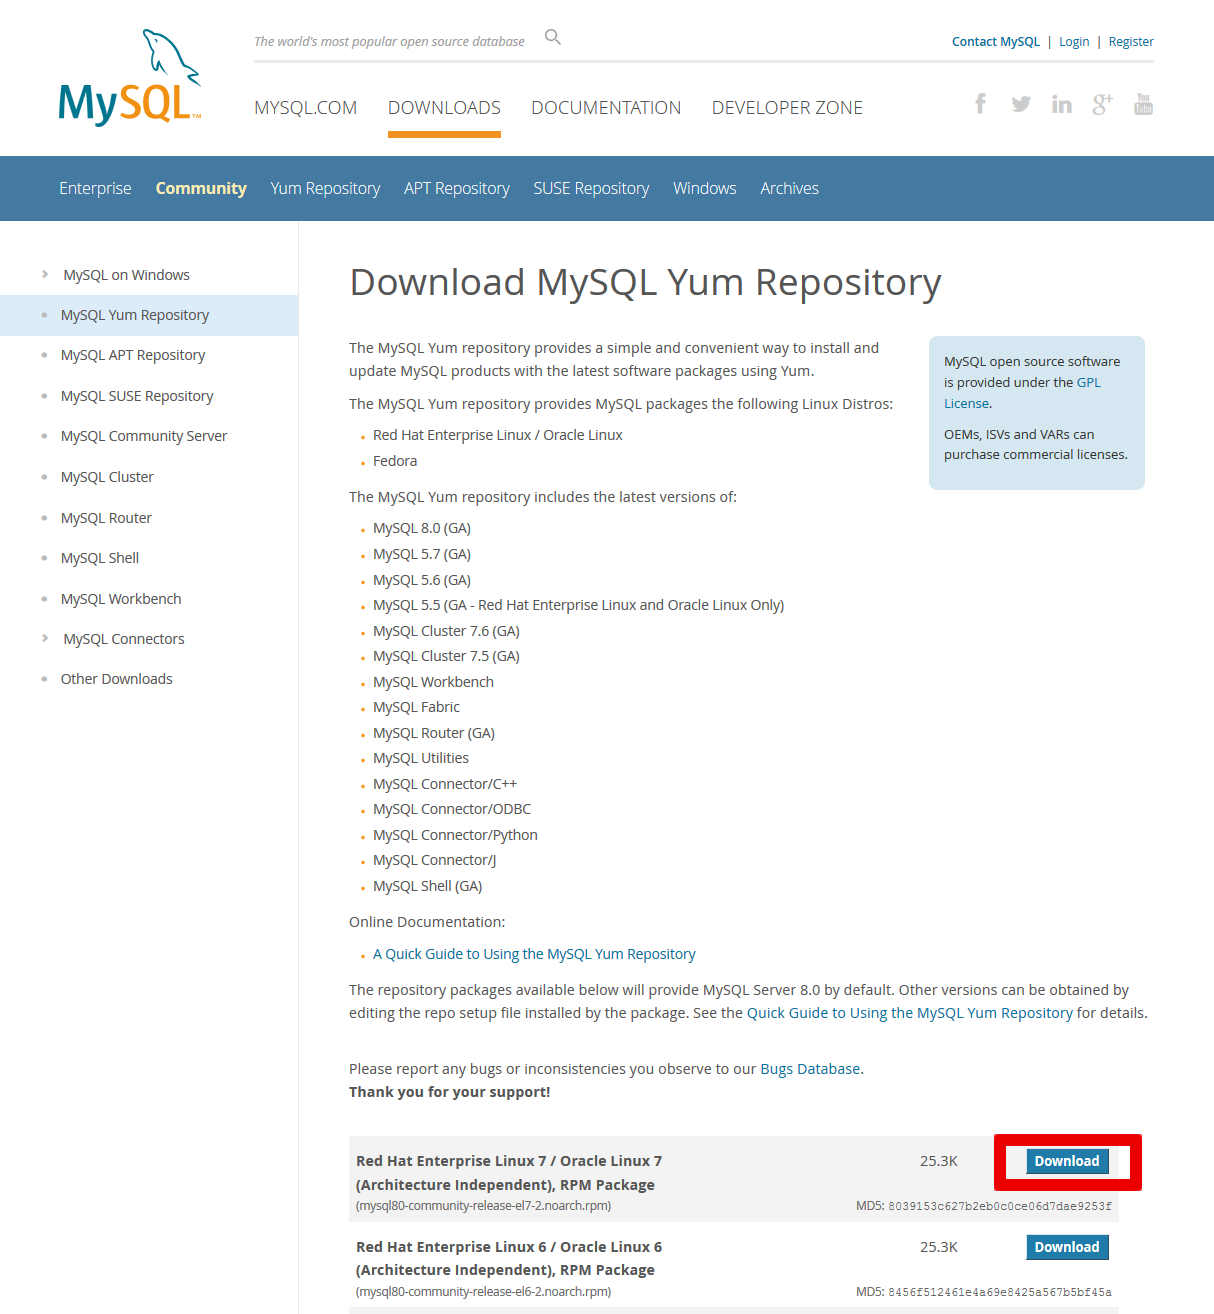 The world's most popular open source database
Contact MySQL | Login | Register
MySQL™
MYSQL.COM DOWNLOADS DOCUMENTATION DEVELOPER ZONE
f in g+ You Tube
Enterprise Community Yum Repository APT Repository SUSE Repository Windows Archives
MySQL on Windows
MySQL Yum Repository
MySQL APT Repository
MySQL SUSE Repository
MySQL Community Server
MySQL Cluster
MySQL Router
MySQL Shell
MySQL Workbench
MySQL Connectors
Other Downloads
Download MySQL Yum Repository
The MySQL Yum repository provides a simple and convenient way to install and
update MySQL products with the latest software packages using Yum.
The MySQL Yum repository provides MySQL packages the following Linux Distros:
Red Hat Enterprise Linux / Oracle Linux
Fedora
MySQL open source software
is provided under the GPL
License.
OEMs, ISVs and VARs can
purchase commercial licenses.
The MySQL Yum repository includes the latest versions of:
MySQL 8.0 (GA)
MySQL 5.7 (GA)
MySQL 5.6 (GA)
MySQL 5.5 (GA - Red Hat Enterprise Linux and Oracle Linux Only)
MySQL Cluster 7.6 (GA)
MySQL Cluster 7.5 (GA)
MySQL Workbench
MySQL Fabric
MySQL Router (GA)
MySQL Utilities
MySQL Connector/C++
MySQL Connector/ODBC
MySQL Connector/Python
MySQL Connector/J
MySQL Shell (GA)
Online Documentation:
A Quick Guide to Using the MySQL Yum Repository
The repository packages available below will provide MySQL Server 8.0 by default. Other versions can be obtained by
editing the repo setup file installed by the package. See the Quick Guide to Using the MySQL Yum Repository for details.
Please report any bugs or inconsistencies you observe to our Bugs Database.
Thank you for your support!
Red Hat Enterprise Linux 7 / Oracle Linux 7 25.3K Download
(Architecture Independent), RPM Package
(mysql80-community-release-el7-2.noarch.rpm) MD5: 8039153c627b2eb0c0ce06d7dae9253f
Red Hat Enterprise Linux 6 / Oracle Linux 6 25.3K Download
(Architecture Independent), RPM Package
(mysql80-community-release-el6-2.noarch.rpm) MD5: 8456f512461e4a69e8425a567b5bf45a